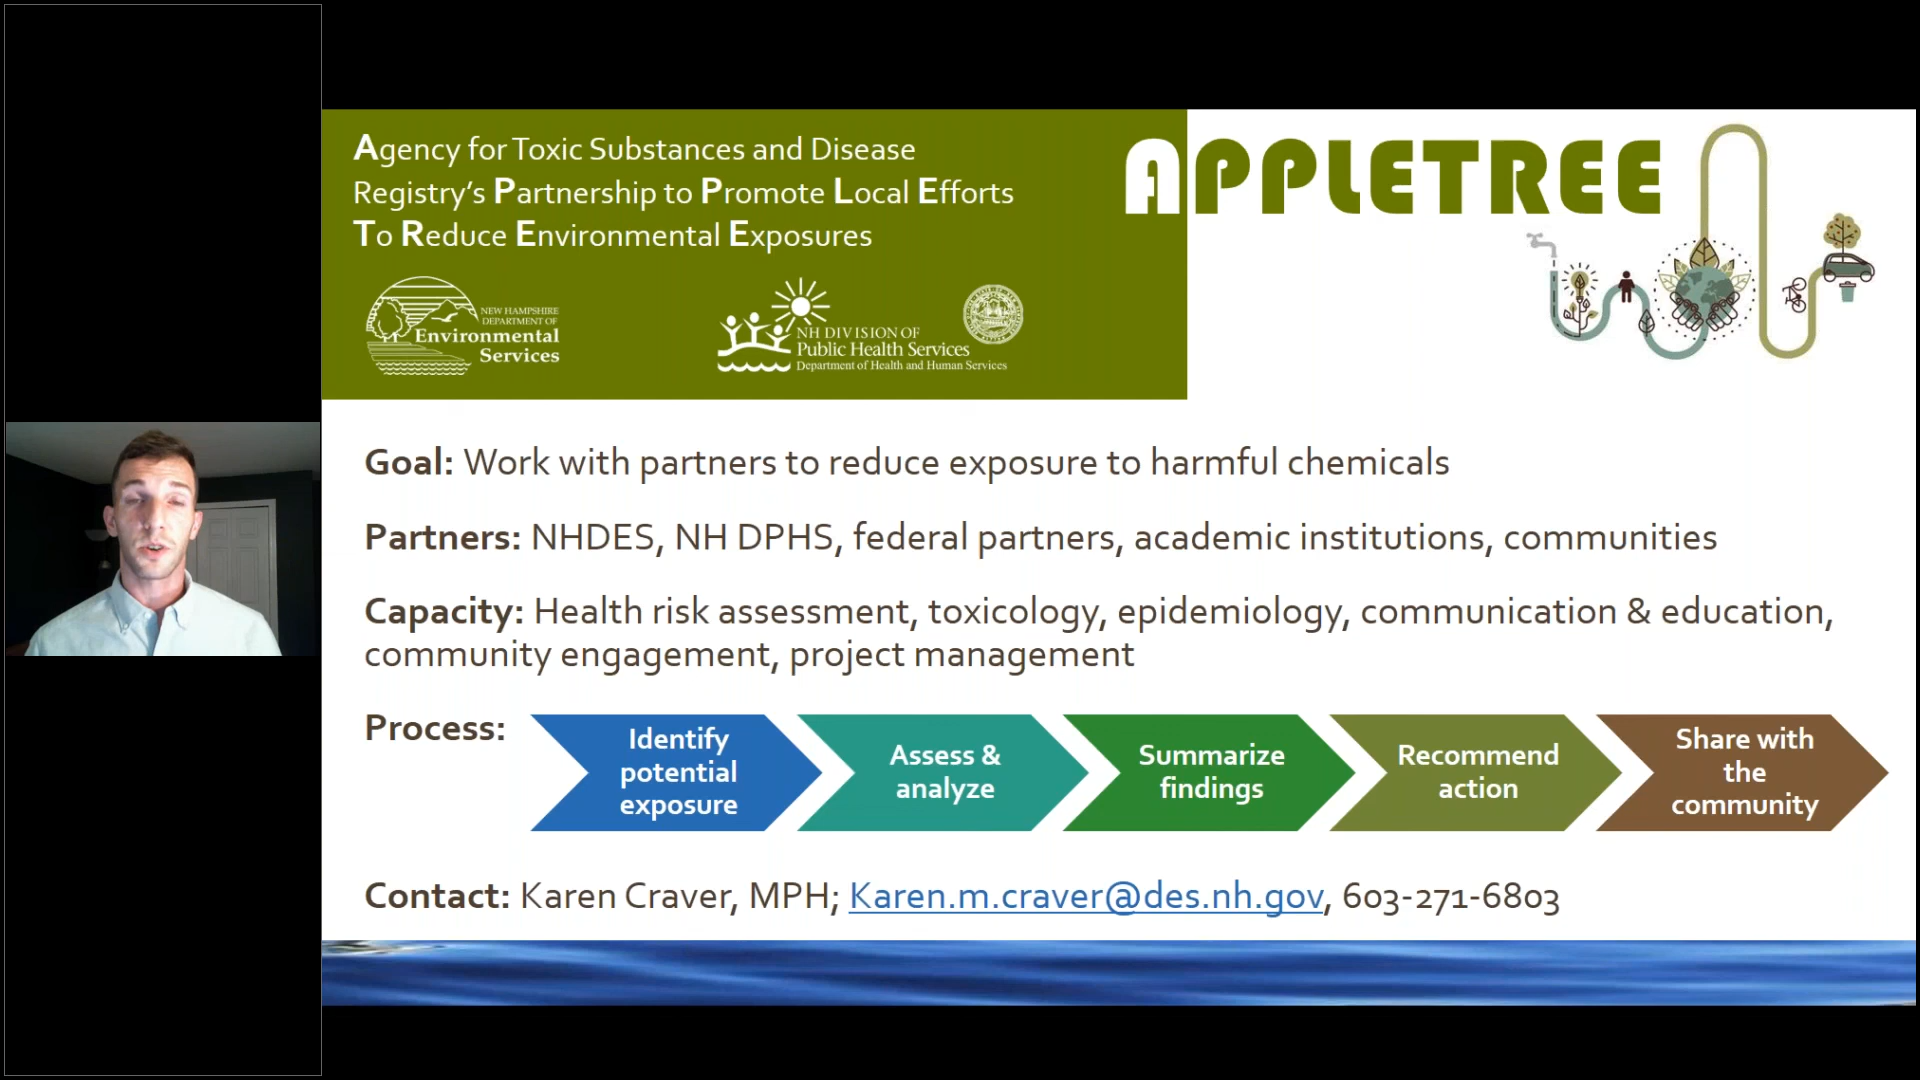 Agency for Toxic Substances and Disease
Registry's Partnership to Promote Local Efforts
To Reduce Environmental Exposures
APPLETREE
NEW HAMPSHIRE
DEPARTMENT OF
Environmental
Services
NH DIVISION OF
Public Health Services
Department of Health and Human Services
Goal: Work with partners to reduce exposure to harmful chemicals
Partners: NHDES, NH DPHS, federal partners, academic institutions, communities
Capacity: Health risk assessment, toxicology, epidemiology, communication & education,
community engagement, project management
Process:
Identify
potential
exposure
Assess &
analyze
Summarize
findings
Recommend
action
Share with
the
community
Contact: Karen Craver, MPH; Karen.m.craver@des.nh.gov, 603-271-6803